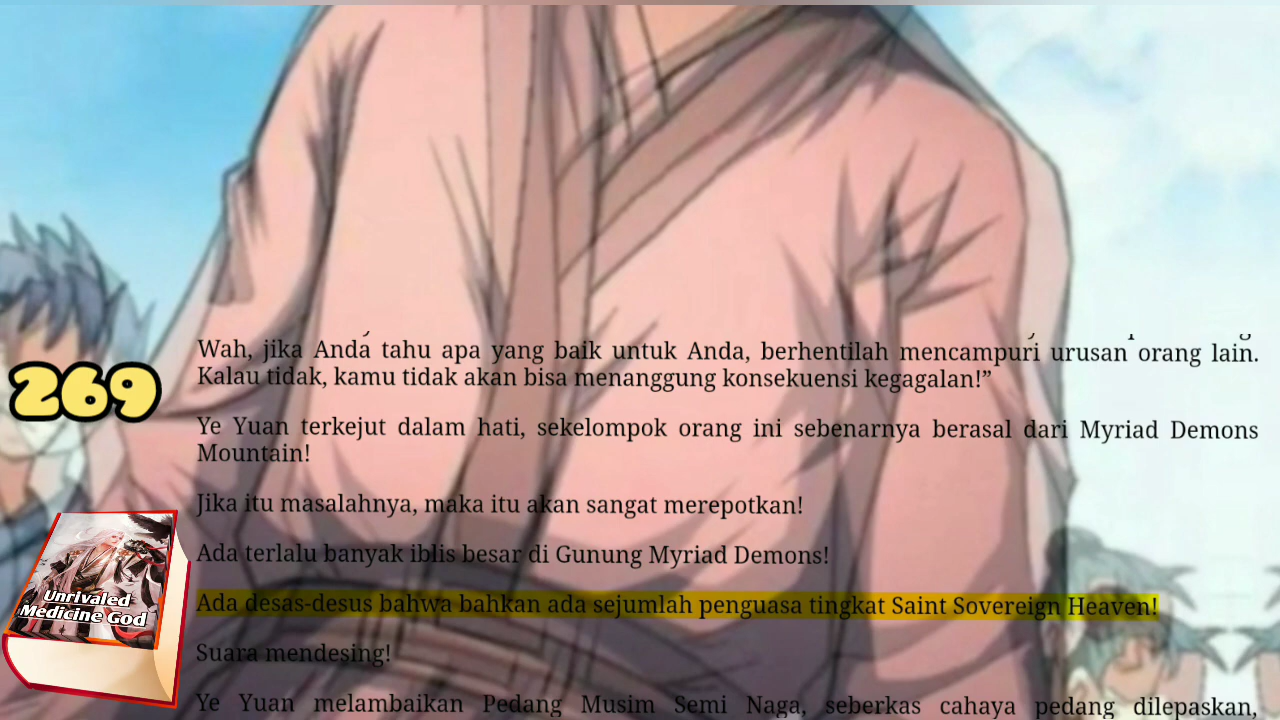 Wah, jika Anda tahu apa yang baik untuk Anda, berhentilah mencampuri urusan orang lain.
Kalau tidak, kamu tidak akan bisa menanggung konsekuensi kegagalan!”
269
Ye Yuan terkejut dalam hati, sekelompok orang ini sebenarnya berasal dari Myriad Demons
Mountain!
Jika itu masalahnya, maka itu akan sangat merepotkan!
Ada terlalu banyak iblis besar di Gunung Myriad Demons!
Unrivaled
Medicine God
Ada desas-desus bahwa bahkan ada sejumlah penguasa tingkat Saint Sovereign Heaven!
Suara mendesing!
Ye Yuan melambaikan Pedang Musim Semi Naga, seberkas cahaya pedang dilepaskan,